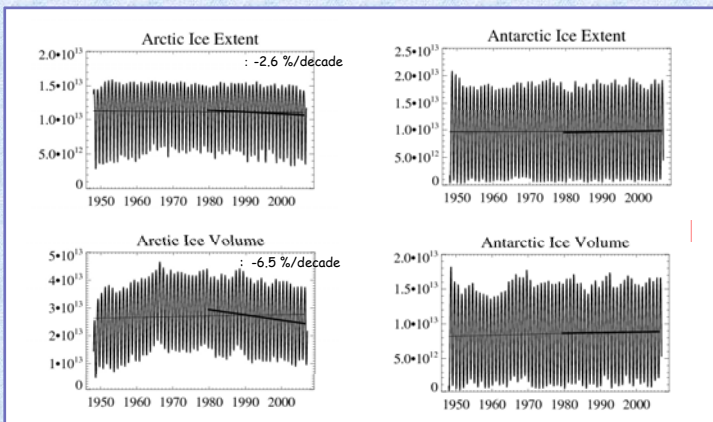 Arctic Ice Extent
: -2.6 %/decade
2.0•10¹³
1.5•10¹³
1.0•10¹³
5.0•10¹²
0
1950 1960 1970 1980 1990 2000
Antarctic Ice Extent
2.5•10¹³
2.0•10¹³
1.5•10¹³
1.0•10¹³
5.0•10¹²
0
1950 1960 1970 1980 1990 2000
Arctic Ice Volume
: -6.5 %/decade
5•10¹³
4•10¹³
3•10¹³
2•10¹³
1•10¹³
0
1950 1960 1970 1980 1990 2000
Antarctic Ice Volume
2.0•10¹³
1.5•10¹³
1.0•10¹³
5.0•10¹²
0
1950 1960 1970 1980 1990 2000